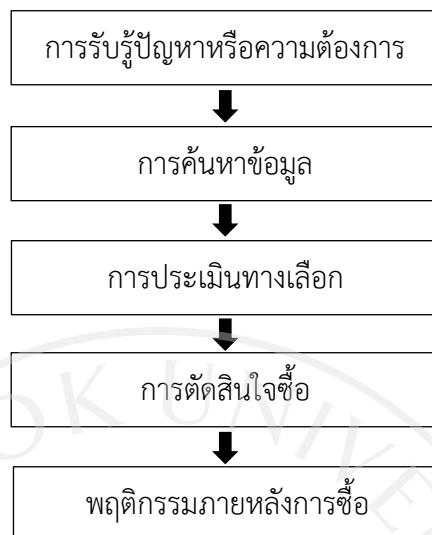 การรับรู้ปัญหาหรือความต้องการ
การค้นหาข้อมูล
การประเมินทางเลือก
การตัดสินใจซื้อ
พฤติกรรมภายหลังการซื้อ
OK UNIVE